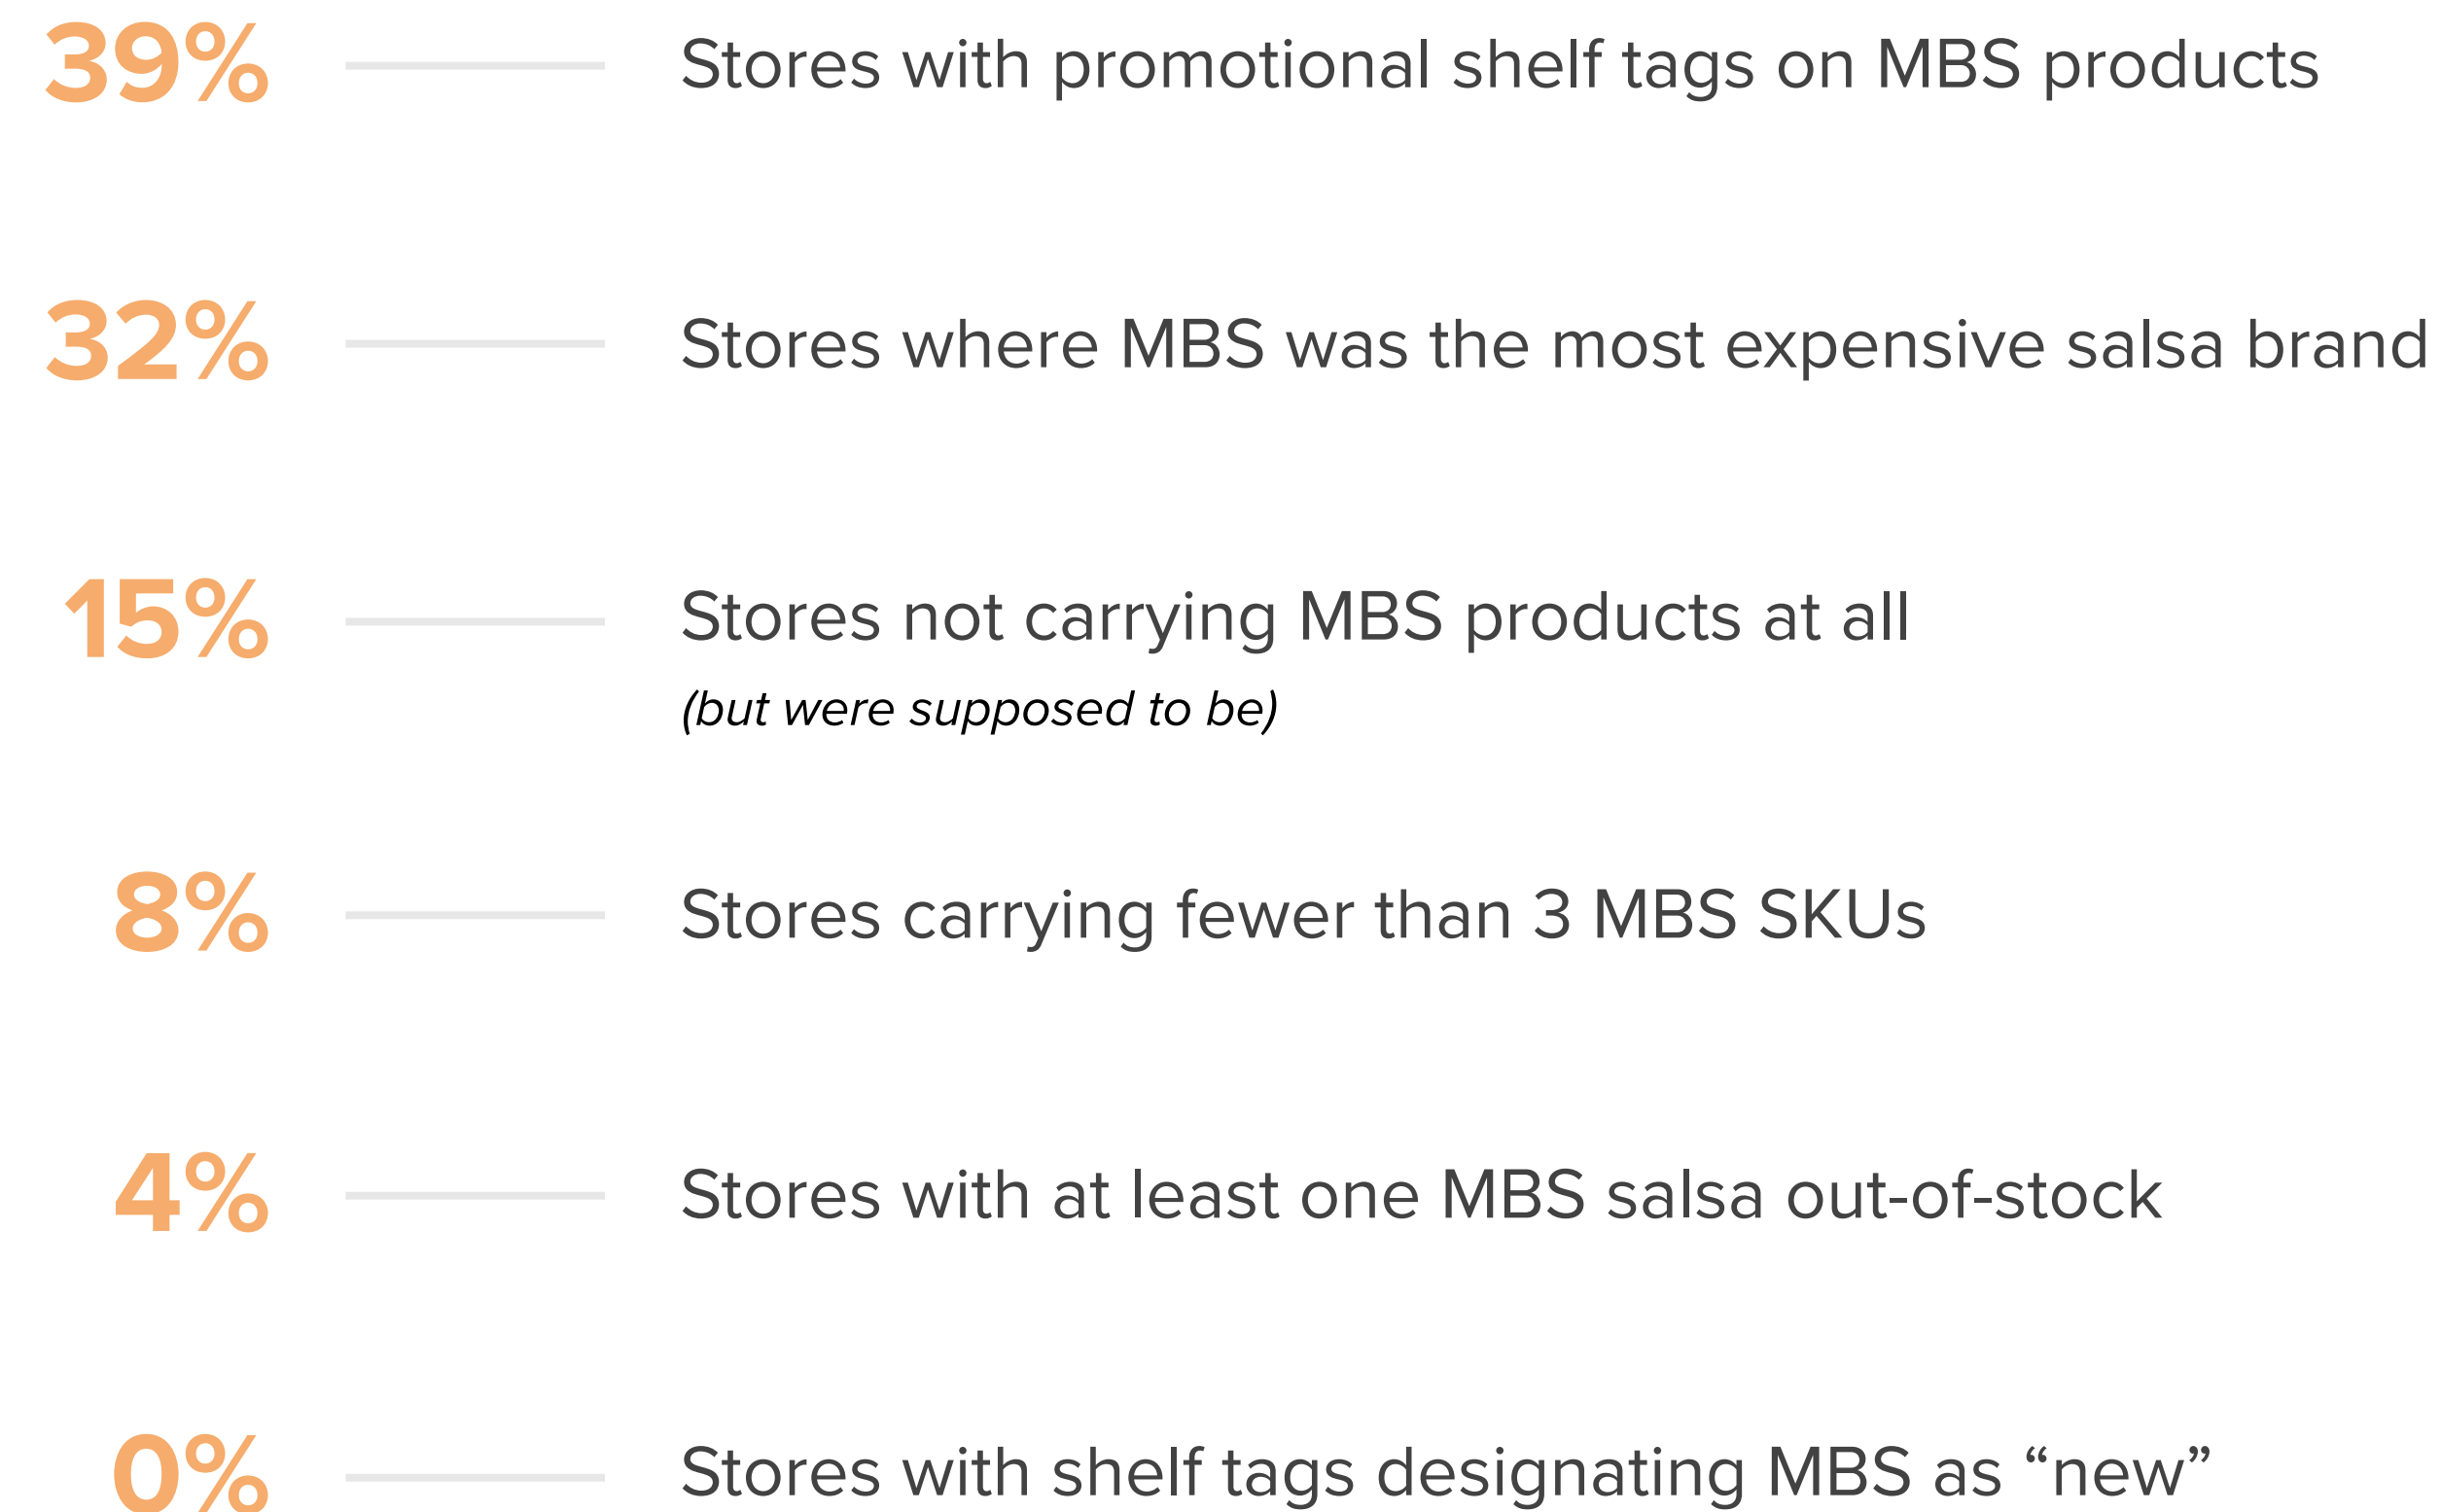 39% Stores with promotional shelf tags on MBS products
32% Stores where MBS was the most expensive salsa brand
15% Stores not carrying MBS products at all
(but were supposed to be)
8% Stores carrying fewer than 3 MBS SKUs
4% Stores with at least one MBS salsa out-of-stock
0% Stores with shelf tags designating MBS as “new”